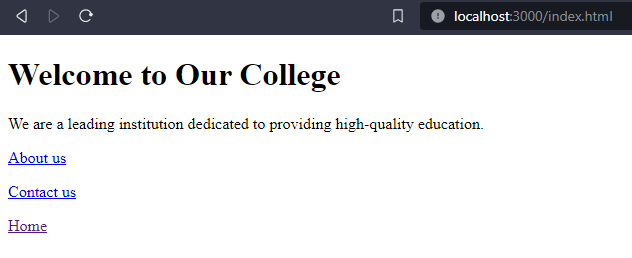 localhost:3000/index.html
Welcome to Our College
We are a leading institution dedicated to providing high-quality education.
About us
Contact us
Home